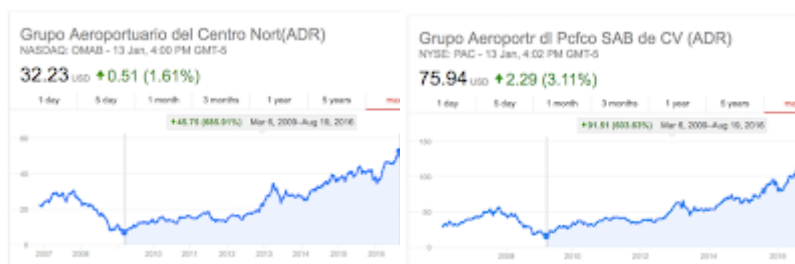 Grupo Aeroportuario del Centro Nort(ADR)
NASDAQ: OMAB - 13 Jan, 4:00 PM GMT-5
32.23 USD ↑0.51 (1.61%)
1 day 5 day 1 month 3 months 1 year 5 years
Mar 6, 2009–Aug 19, 2016
60
40
20
0
2007 2008 2010 2011 2012 2013 2014 2015 2016
Grupo Aeroportr dl Pcfco SAB de CV (ADR)
NYSE: PAC - 13 Jan, 4:02 PM GMT-5
75.94 USD ↑2.29 (3.11%)
1 day 5 day 1 month 3 months 1 year 5 years
Mar 6, 2009–Aug 19, 2016
150
100
50
0
2008 2010 2012 2014 2016